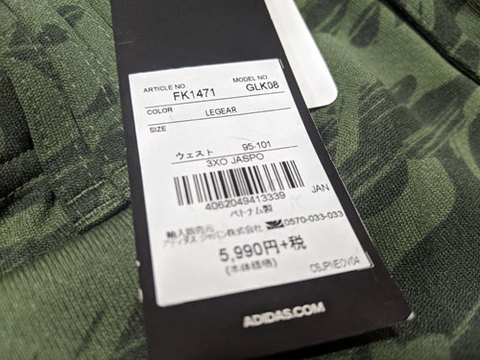 ARTICLE NO. MODEL NO
FK1471 GLK08
COLOR LEGEAR
SIZE
ウェスト 95-101
3XO JASPO
4062049413339 JAN
ベトナム製
輸入販売元
アディダス ジャパン株式会社 0570-033-033
5,990円+税
(本体価格)
CSJPNEOV04
ADIDAS.COM